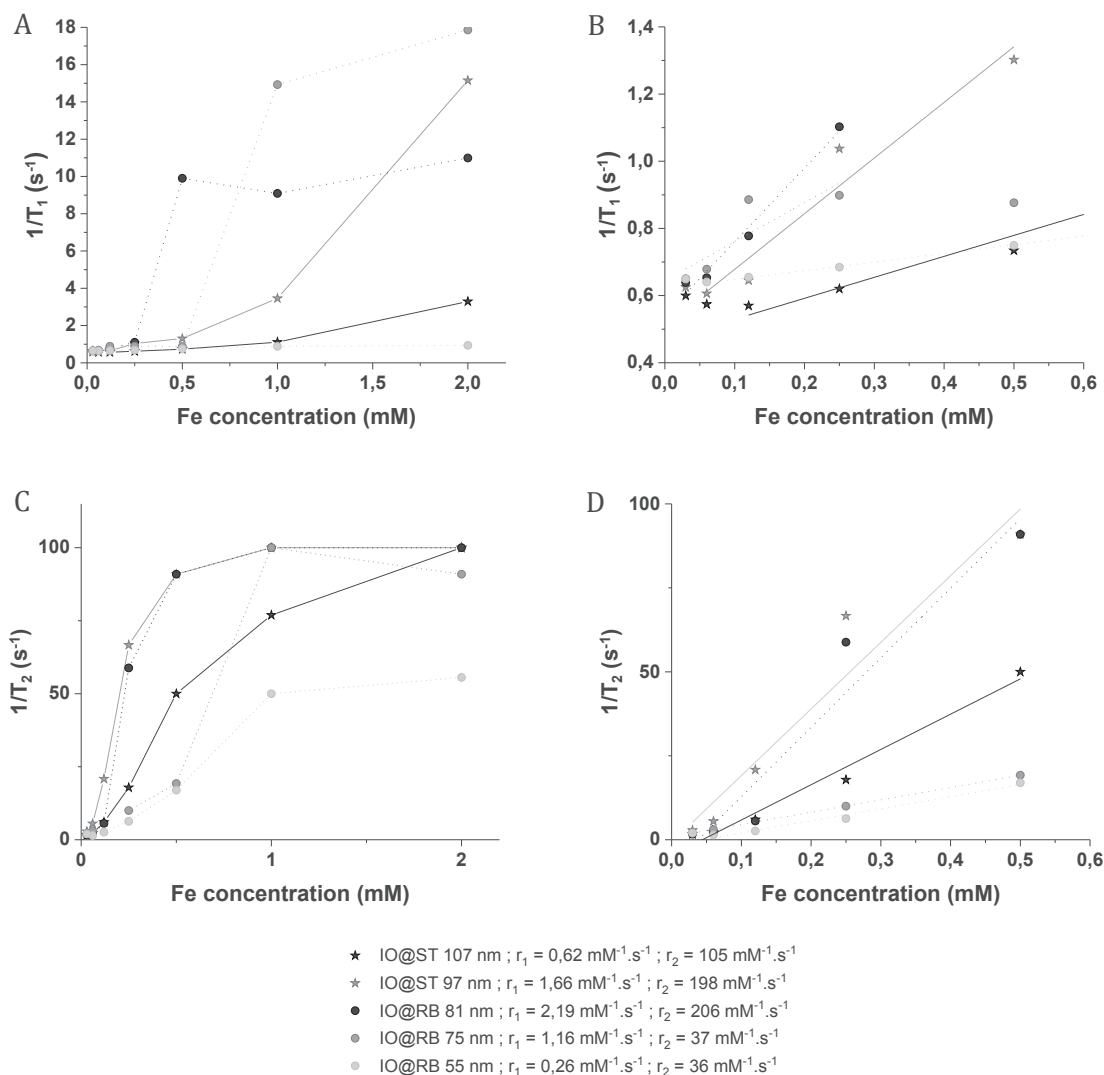 A
18
16
14
12
10
8
6
4
2
0
1/T₁ (s⁻¹)
0,0 0,5 1,0 1,5 2,0
Fe concentration (mM)
B
1,4
1,2
1,0
0,8
0,6
0,4
1/T₁ (s⁻¹)
0,0 0,1 0,2 0,3 0,4 0,5 0,6
Fe concentration (mM)
C
100
50
0
1/T₂ (s⁻¹)
0 1 2
Fe concentration (mM)
D
100
50
0
1/T₂ (s⁻¹)
0,0 0,1 0,2 0,3 0,4 0,5 0,6
Fe concentration (mM)
IO@ST 107 nm ; r₁ = 0,62 mM⁻¹.s⁻¹ ; r₂ = 105 mM⁻¹.s⁻¹
IO@ST 97 nm ; r₁ = 1,66 mM⁻¹.s⁻¹ ; r₂ = 198 mM⁻¹.s⁻¹
IO@RB 81 nm ; r₁ = 2,19 mM⁻¹.s⁻¹ ; r₂ = 206 mM⁻¹.s⁻¹
IO@RB 75 nm ; r₁ = 1,16 mM⁻¹.s⁻¹ ; r₂ = 37 mM⁻¹.s⁻¹
IO@RB 55 nm ; r₁ = 0,26 mM⁻¹.s⁻¹ ; r₂ = 36 mM⁻¹.s⁻¹